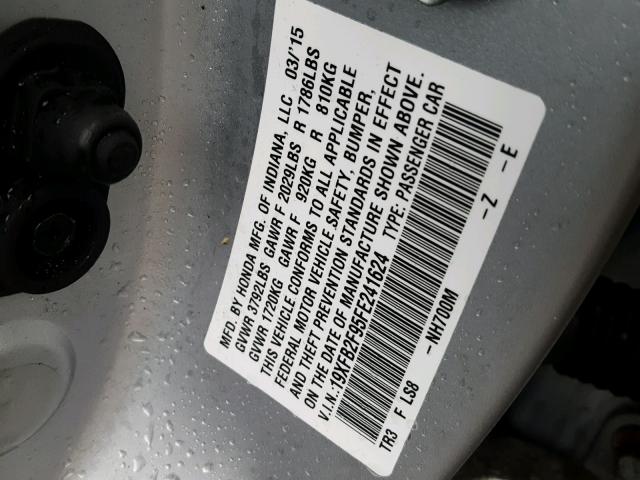 MFD. BY HONDA MFG. OF INDIANA, LLC 03/'15
GVWR 3792LBS GAWR F 2029LBS R 1786LBS
GVWR 1720KG GAWR F 920KG R 810KG
THIS VEHICLE CONFORMS TO ALL APPLICABLE
FEDERAL MOTOR VEHICLE SAFETY, BUMPER,
AND THEFT PREVENTION STANDARDS IN EFFECT
ON THE DATE OF MANUFACTURE SHOWN ABOVE.
V.I.N.:19XFB2F95FE241624 TYPE: PASSENGER CAR
TR3 F LS8 -NH700M -Z -E